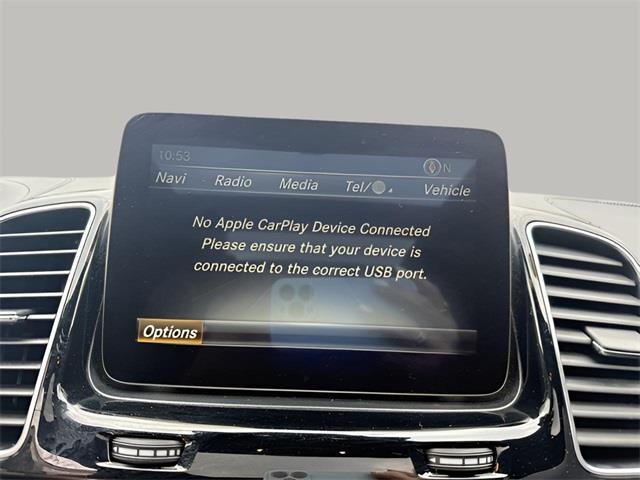 10:53 N
Navi Radio Media Tel/ Vehicle
No Apple CarPlay Device Connected
Please ensure that your device is
connected to the correct USB port.
Options